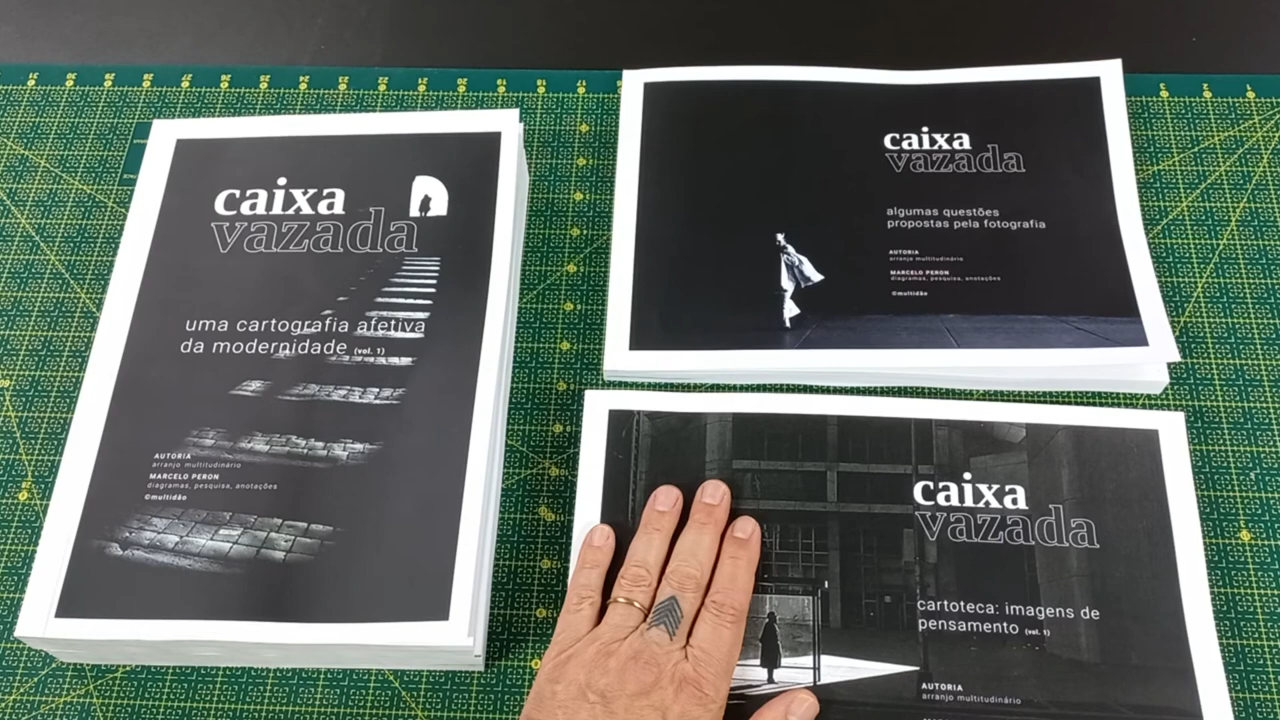 caixa
vazada
uma cartografia afetiva
da modernidade (vol. 1)
AUTORIA
arranjo multitudinário
MARCELO PERON
diagramas, pesquisa, anotações
©multidão
caixa
vazada
algumas questões
propostas pela fotografia
AUTORIA
arranjo multitudinário
MARCELO PERON
diagramas, pesquisa, anotações
©multidão
caixa
vazada
cartoteca: imagens de
pensamento (vol. 1)
AUTORIA
arranjo multitudinário